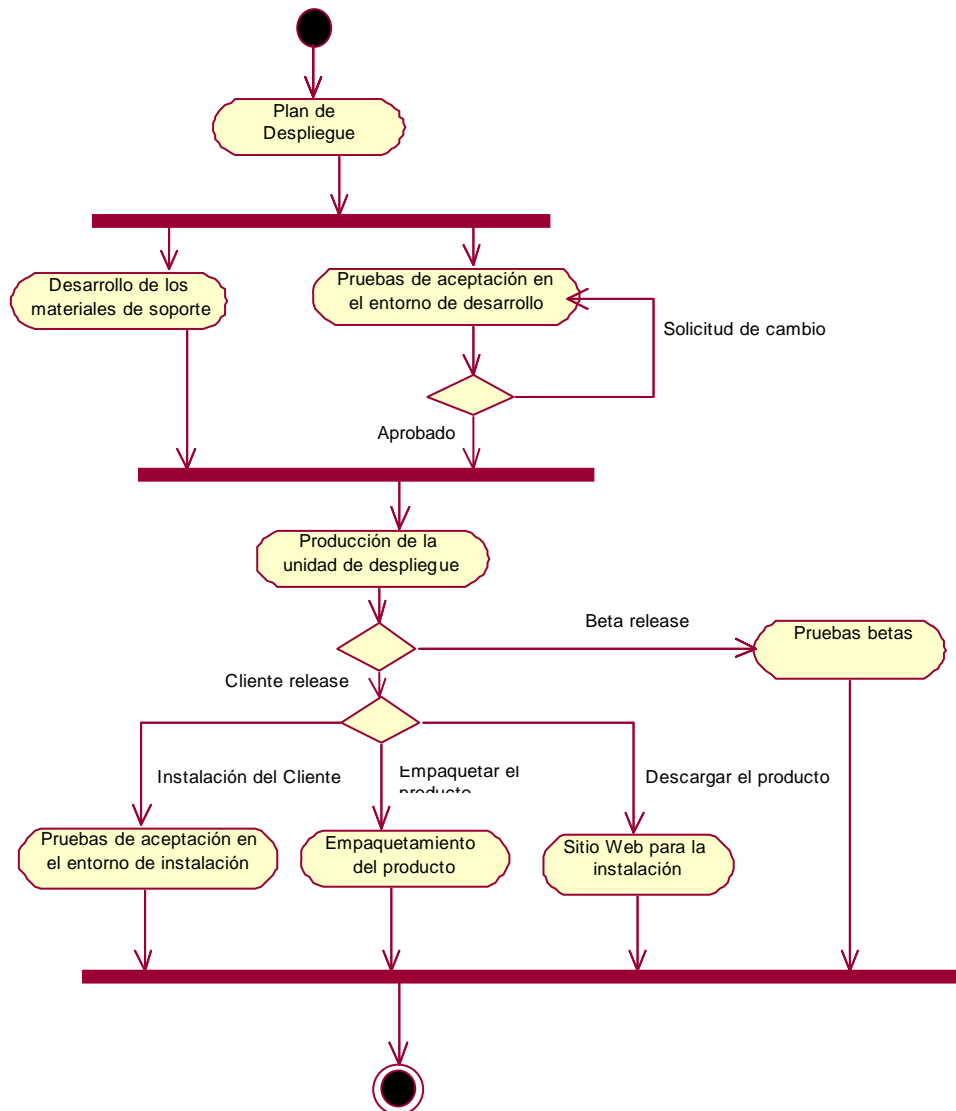 Plan de
Despliegue
Desarrollo de los
materiales de soporte
Pruebas de aceptación en
el entorno de desarrollo
Solicitud de cambio
Aprobado
Producción de la
unidad de despliegue
Beta release
Pruebas betas
Cliente release
Instalación del Cliente
Empaquetar el
producto
Descargar el producto
Pruebas de aceptación en
el entorno de instalación
Empaquetamiento
del producto
Sitio Web para la
instalación